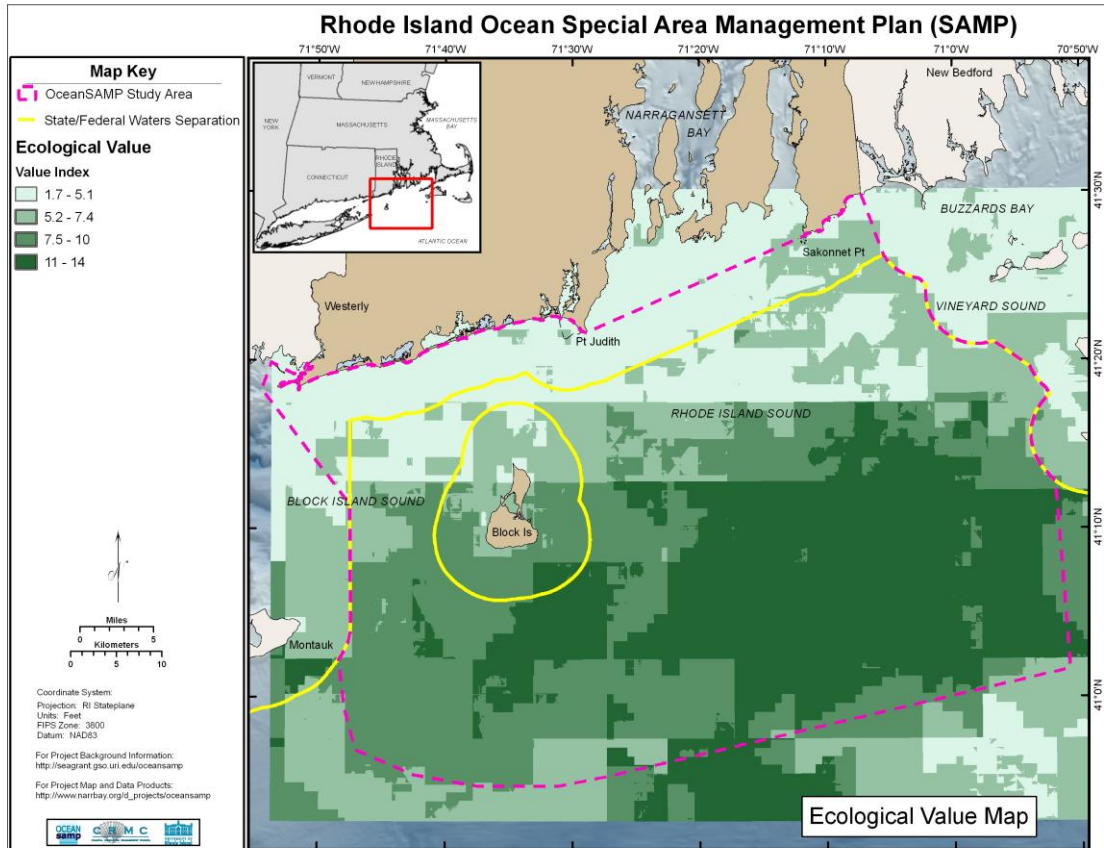 Rhode Island Ocean Special Area Management Plan (SAMP)
71°50'W
71°40'W
71°30'W
71°20'W
71°10'W
71°0'W
70°50'W
Map Key
OceanSAMP Study Area
State/Federal Waters Separation
Ecological Value
Value Index
1.7 - 5.1
5.2 - 7.4
7.5 - 10
11 - 14
VERMONT
NEW HAMPSHIRE
NEW YORK
MASSACHUSETTS
MASSACHUSETTS BAY
CONNECTICUT
RHODE ISLAND
ATLANTIC OCEAN
NARRAGANSETT
BAY
New Bedford
BUZZARDS BAY
Sakonnet Pt
VINEYARD SOUND
Westerly
Pt Judith
RHODE ISLAND SOUND
BLOCK ISLAND SOUND
Block Is
Montauk
41°30'N
41°20'N
41°10'N
41°0'N
Miles
0 5
Kilometers
0 5 10
Coordinate System:
Projection: RI Stateplane
Units: Feet
FIPS Zone: 3800
Datum: NAD83
For Project Background Information:
http://seagrant.gso.uri.edu/oceansamp
For Project Map and Data Products:
http://www.narrbay.org/d_projects/oceansamp
OCEAN
samp
C R M C
Ecological Value Map